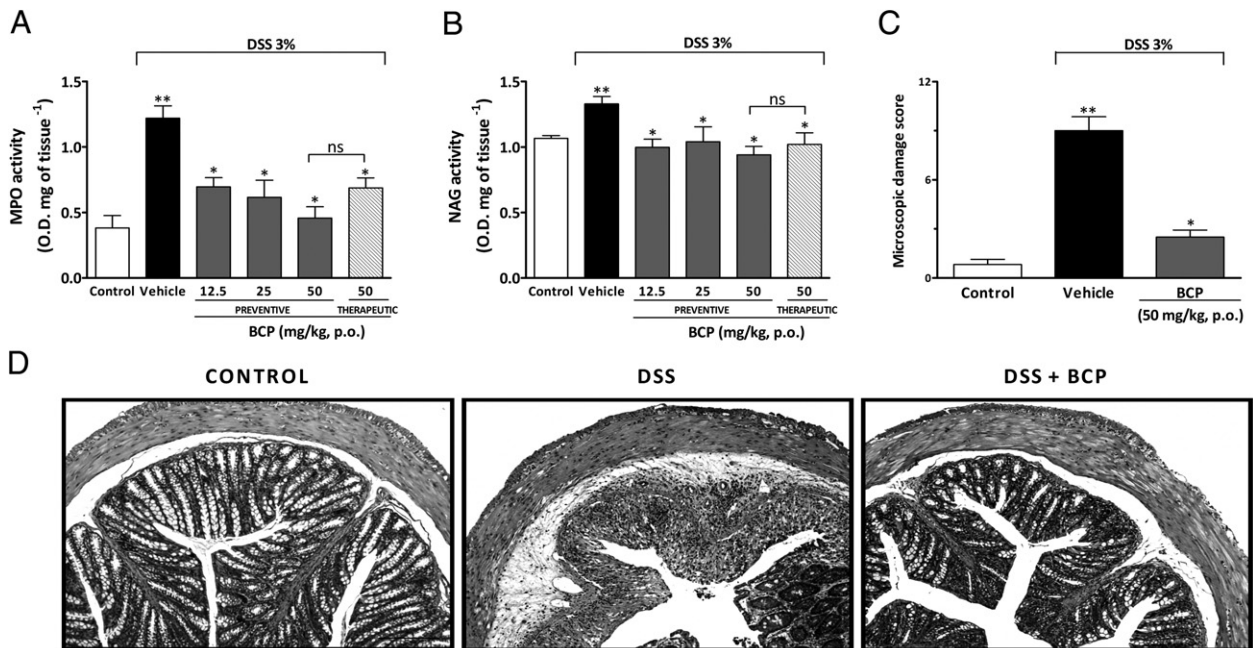 A
DSS 3%
MPO activity
(O.D. mg of tissue ⁻¹)
1.5
1.0
0.5
0.0
**
*
*
*
ns
*
Control Vehicle 12.5 25 50 50
PREVENTIVE THERAPEUTIC
BCP (mg/kg, p.o.)
B
DSS 3%
NAG activity
(O.D. mg of tissue ⁻¹)
1.5
1.0
0.5
0.0
**
*
*
*
ns
*
Control Vehicle 12.5 25 50 50
PREVENTIVE THERAPEUTIC
BCP (mg/kg, p.o.)
C
DSS 3%
Microscopic damage score
12
6
0
**
*
Control Vehicle BCP
(50 mg/kg, p.o.)
D
CONTROL DSS DSS + BCP